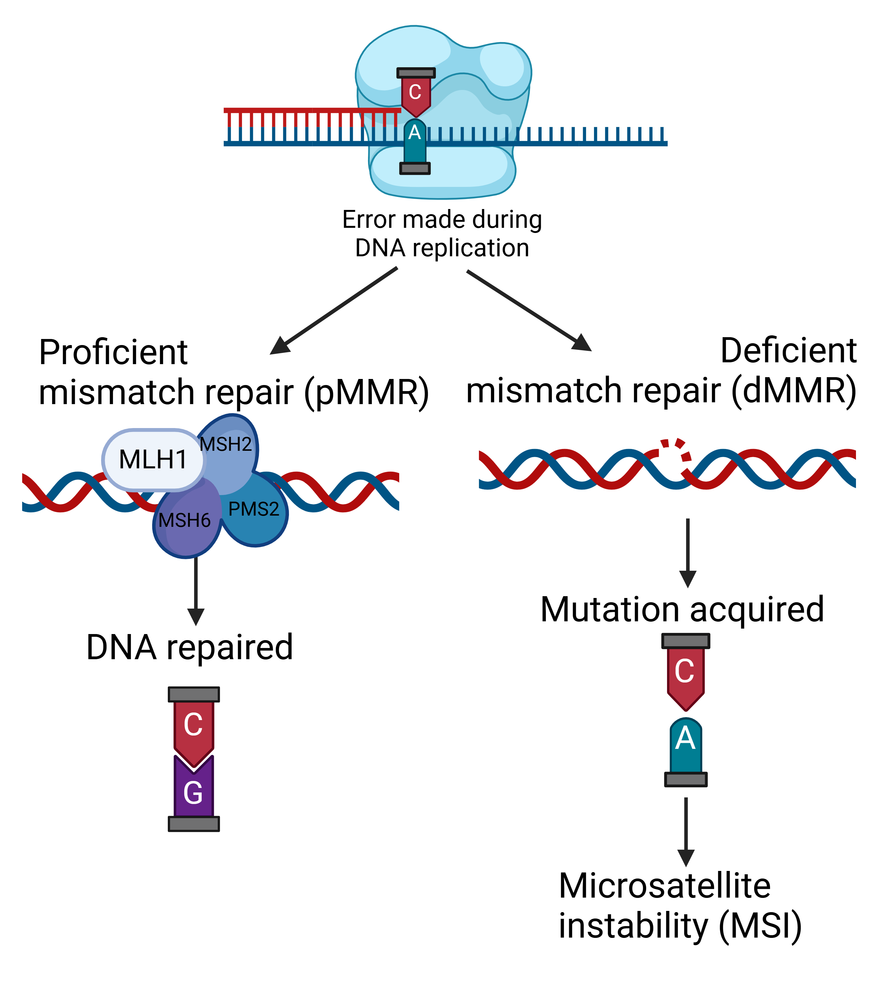 C
A
Error made during
DNA replication
Proficient
mismatch repair (pMMR)
MLH1
MSH2
MSH6
PMS2
DNA repaired
C
G
Deficient
mismatch repair (dMMR)
Mutation acquired
C
A
Microsatellite
instability (MSI)